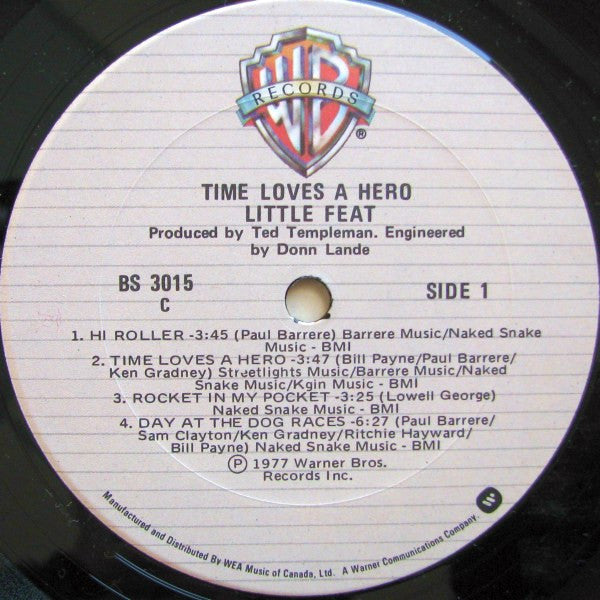 WB
RECORDS
®
TIME LOVES A HERO
LITTLE FEAT
Produced by Ted Templeman. Engineered
by Donn Lande
BS 3015
C
SIDE 1
1. HI ROLLER -3:45 (Paul Barrere) Barrere Music/Naked Snake
Music - BMI
2. TIME LOVES A HERO -3:47 (Bill Payne/Paul Barrere/
Ken Gradney) Streetlights Music/Barrere Music/Naked
Snake Music/Kgin Music - BMI
3. ROCKET IN MY POCKET -3:25 (Lowell George)
Naked Snake Music - BMI
4. DAY AT THE DOG RACES -6:27 (Paul Barrere/
Sam Clayton/Ken Gradney/Ritchie Hayward/
Bill Payne) Naked Snake Music - BMI
Ⓟ 1977 Warner Bros.
Records Inc.
Manufactured and Distributed By WEA Music of Canada, Ltd. A Warner Communications Company.